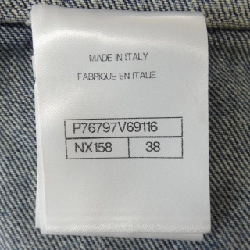 MADE IN ITALY
FABRIQUE EN ITALIE
P76797V69116
NX158 38